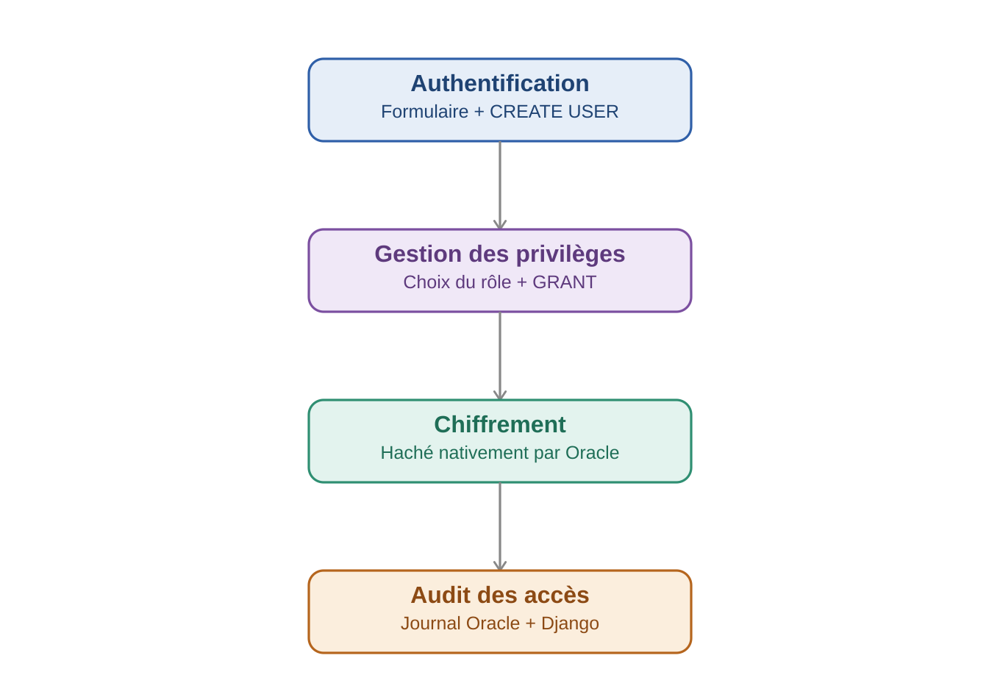 Authentification
Formulaire + CREATE USER
Gestion des privilèges
Choix du rôle + GRANT
Chiffrement
Haché nativement par Oracle
Audit des accès
Journal Oracle + Django